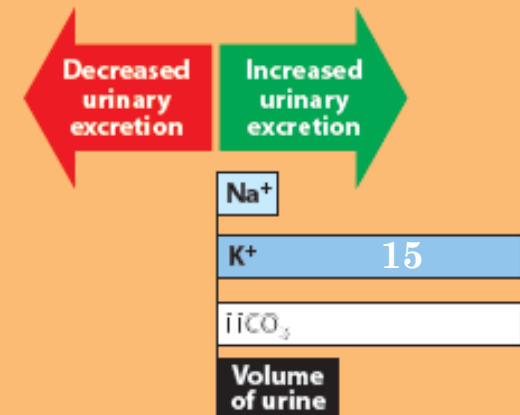 Decreased
urinary
excretion
Increased
urinary
excretion
Na⁺
K⁺ 15
Volume
of urine